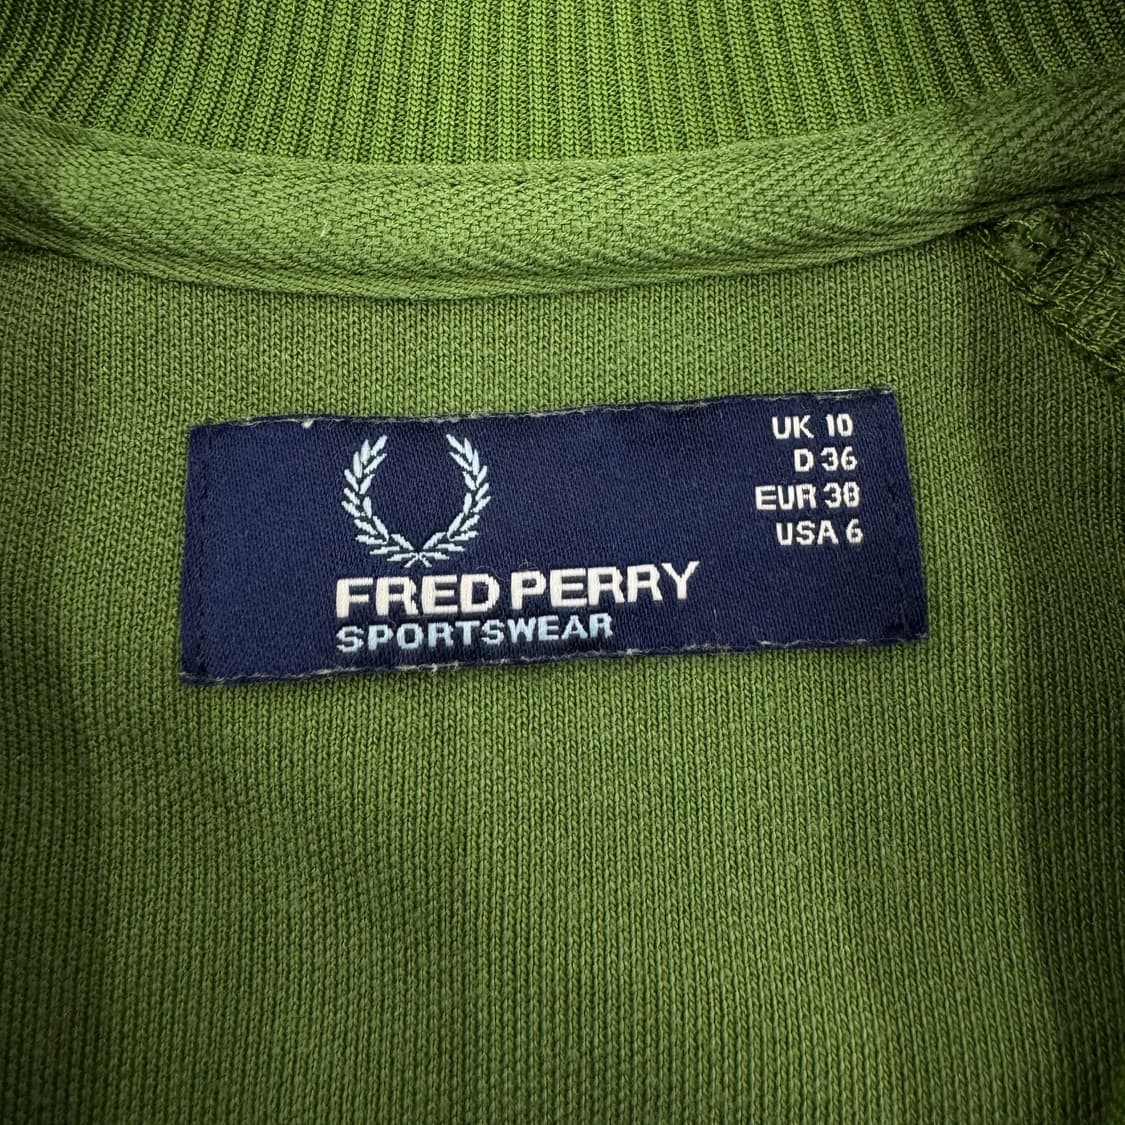 UK 10
D 36
EUR 38
USA 6
FRED PERRY
SPORTSWEAR